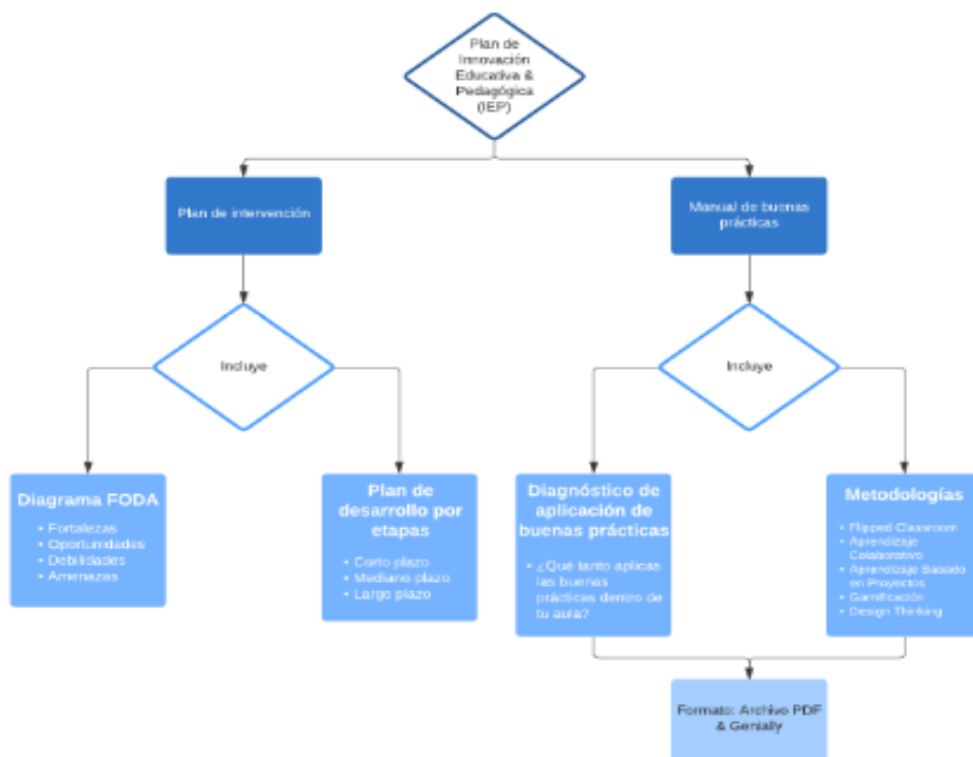 Plan de
Innovación
Educativa &
Pedagógica
(IEP)
Plan de intervención
Manual de buenas
prácticas
Incluye
Incluye
Diagrama FODA
• Fortalezas
• Oportunidades
• Debilidades
• Amenazas
Plan de
desarrollo por
etapas
• Corto plazo
• Mediano plazo
• Largo plazo
Diagnóstico de
aplicación de
buenas prácticas
• ¿Qué tanto aplicas
las buenas
prácticas dentro de
tu aula?
Metodologías
• Flipped Classroom
• Aprendizaje
Colaborativo
• Aprendizaje Basado
en Proyectos
• Gamificación
• Design Thinking
Formato: Archivo PDF
& Genially